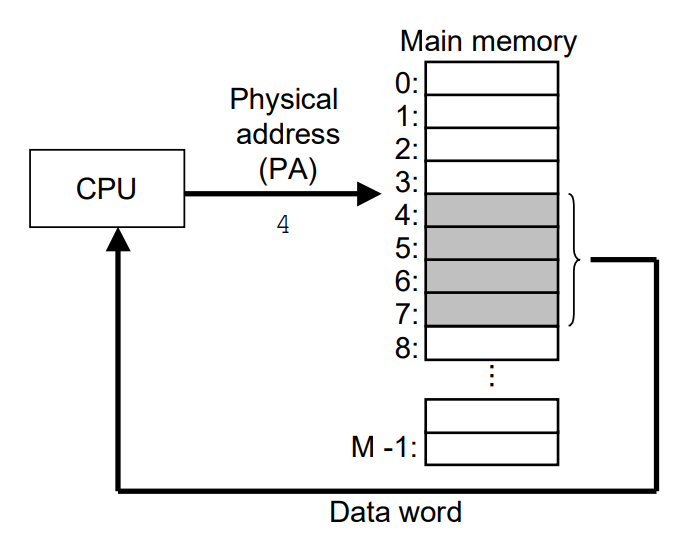 Main memory
Physical
address
(PA)
CPU
4
0:
1:
2:
3:
4:
5:
6:
7:
8:
⋮
M -1:
Data word